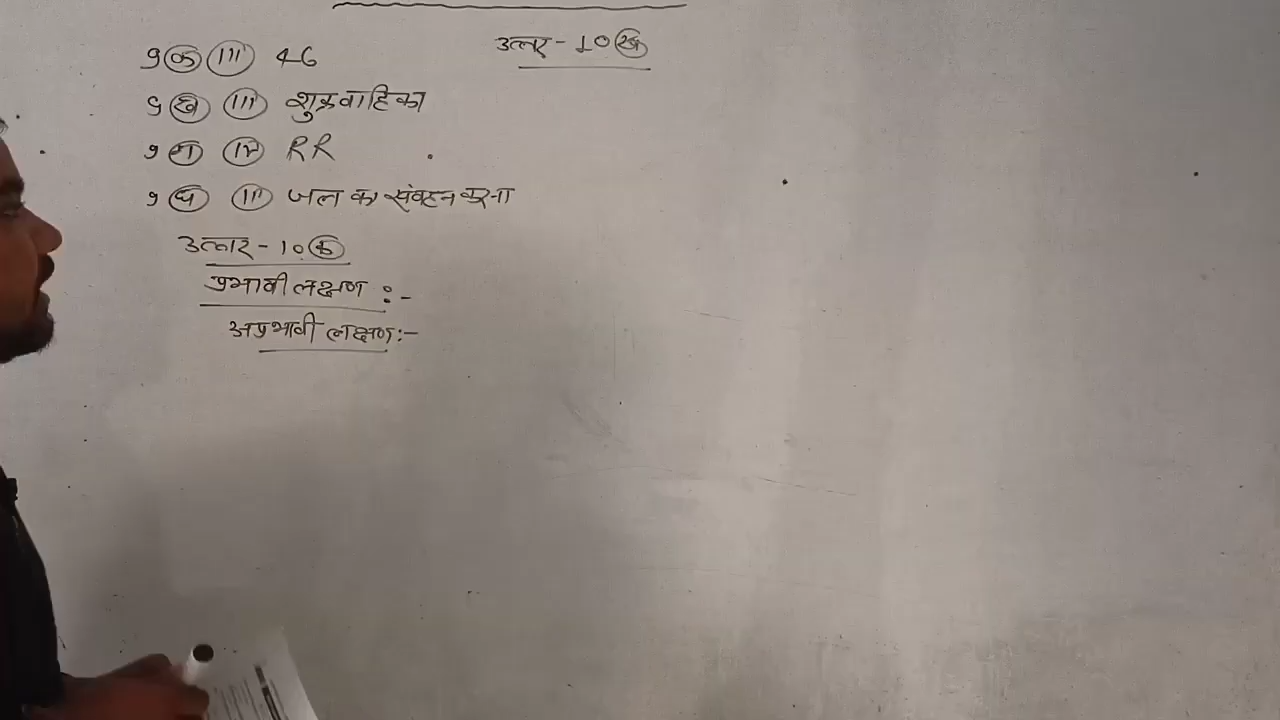 9 क iii 46
9 ख iii शुक्रवाहिका
9 ग iv RR
9 घ iii जल का संवहन करना
उत्तर - 10 क
प्रभावी लक्षण :-
अप्रभावी लक्षण :-
उत्तर - 10 ख